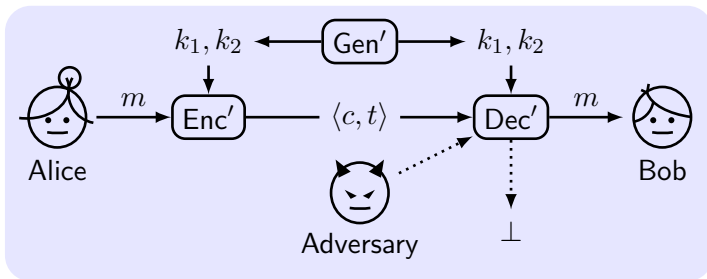 k₁, k₂ Gen′ k₁, k₂
m Enc′ ⟨c, t⟩ Dec′ m
Alice Bob
Adversary ⊥